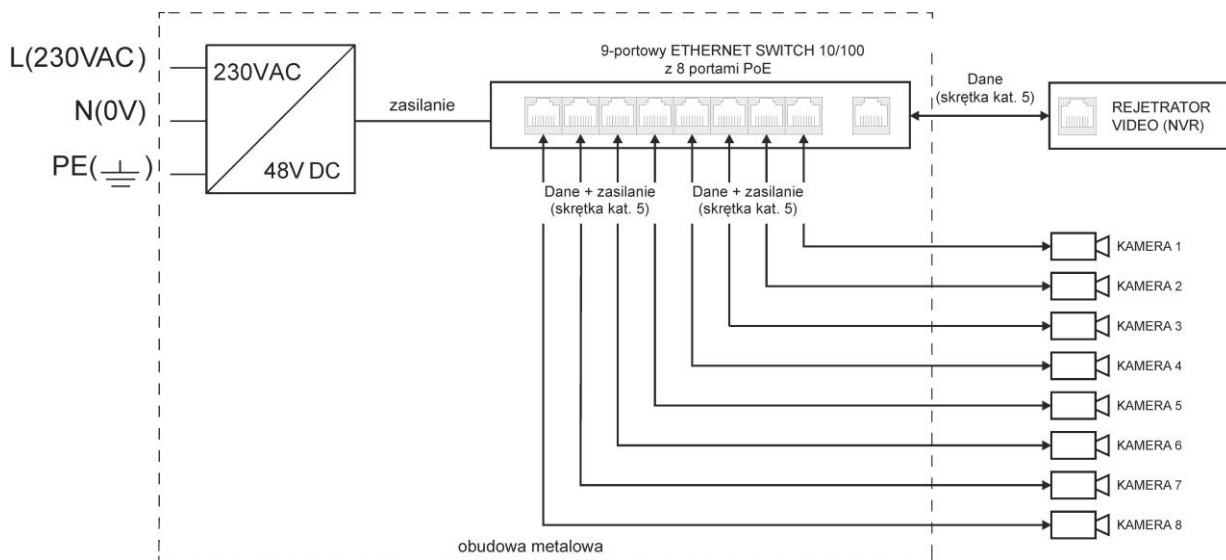 L(230VAC)
N(0V)
PE( )
230VAC
48V DC
zasilanie
9-portowy ETHERNET SWITCH 10/100
z 8 portami PoE
Dane
(skrętka kat. 5)
REJETRATOR
VIDEO (NVR)
Dane + zasilanie
(skrętka kat. 5)
Dane + zasilanie
(skrętka kat. 5)
KAMERA 1
KAMERA 2
KAMERA 3
KAMERA 4
KAMERA 5
KAMERA 6
KAMERA 7
KAMERA 8
obudowa metalowa